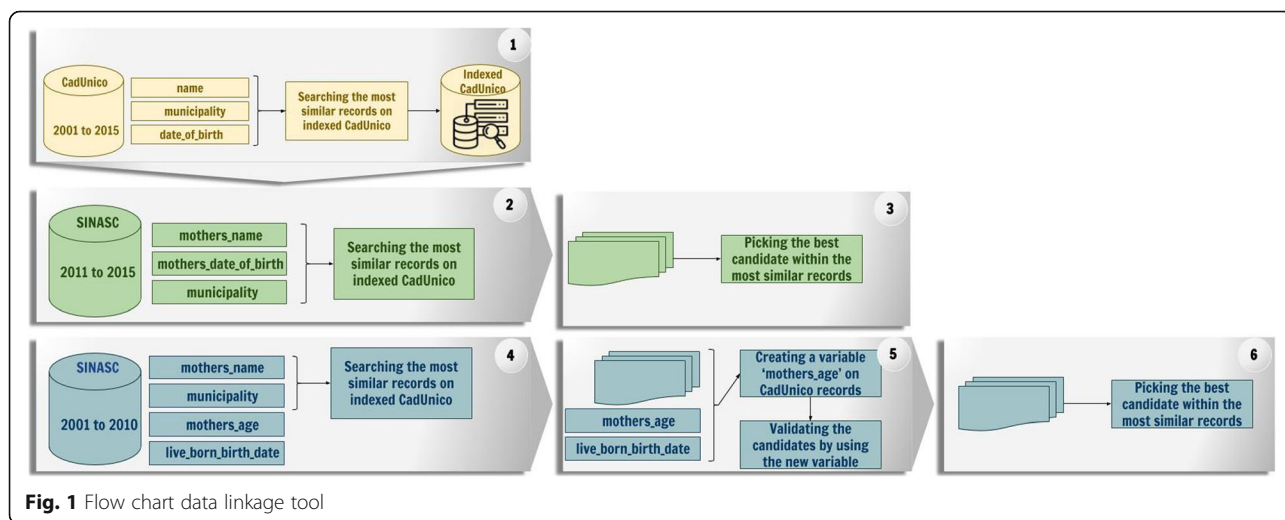 1
CadUnico
2001 to 2015
name
municipality
date_of_birth
Searching the most
similar records on
indexed CadUnico
Indexed
CadUnico
2
SINASC
2011 to 2015
mothers_name
mothers_date_of_birth
municipality
Searching the most
similar records on
indexed CadUnico
3
Picking the best
candidate within the
most similar records
4
SINASC
2001 to 2010
mothers_name
municipality
mothers_age
live_born_birth_date
Searching the most
similar records on
indexed CadUnico
5
mothers_age
live_born_birth_date
Creating a variable
'mothers_age' on
CadUnico records
Validating the
candidates by using
the new variable
6
Picking the best
candidate within the
most similar records
Fig. 1 Flow chart data linkage tool